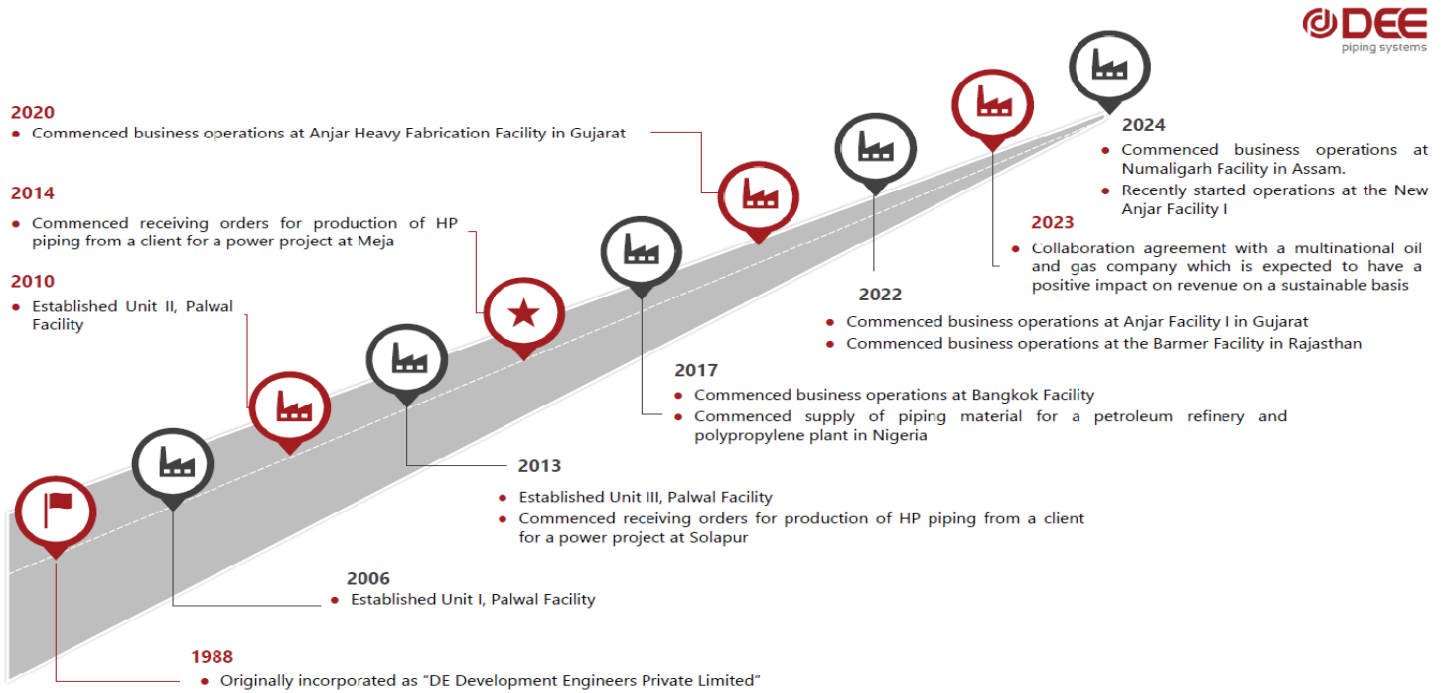 DEE
piping systems
2020
• Commenced business operations at Anjar Heavy Fabrication Facility in Gujarat
2014
• Commenced receiving orders for production of HP
piping from a client for a power project at Meja
2010
• Established Unit II, Palwal
Facility
2024
• Commenced business operations at
Numaligarh Facility in Assam.
• Recently started operations at the New
Anjar Facility I
2023
• Collaboration agreement with a multinational oil
and gas company which is expected to have a
positive impact on revenue on a sustainable basis
2022
• Commenced business operations at Anjar Facility I in Gujarat
• Commenced business operations at the Barmer Facility in Rajasthan
2017
• Commenced business operations at Bangkok Facility
• Commenced supply of piping material for a petroleum refinery and
polypropylene plant in Nigeria
2013
• Established Unit III, Palwal Facility
• Commenced receiving orders for production of HP piping from a client
for a power project at Solapur
2006
• Established Unit I, Palwal Facility
1988
• Originally incorporated as “DE Development Engineers Private Limited”